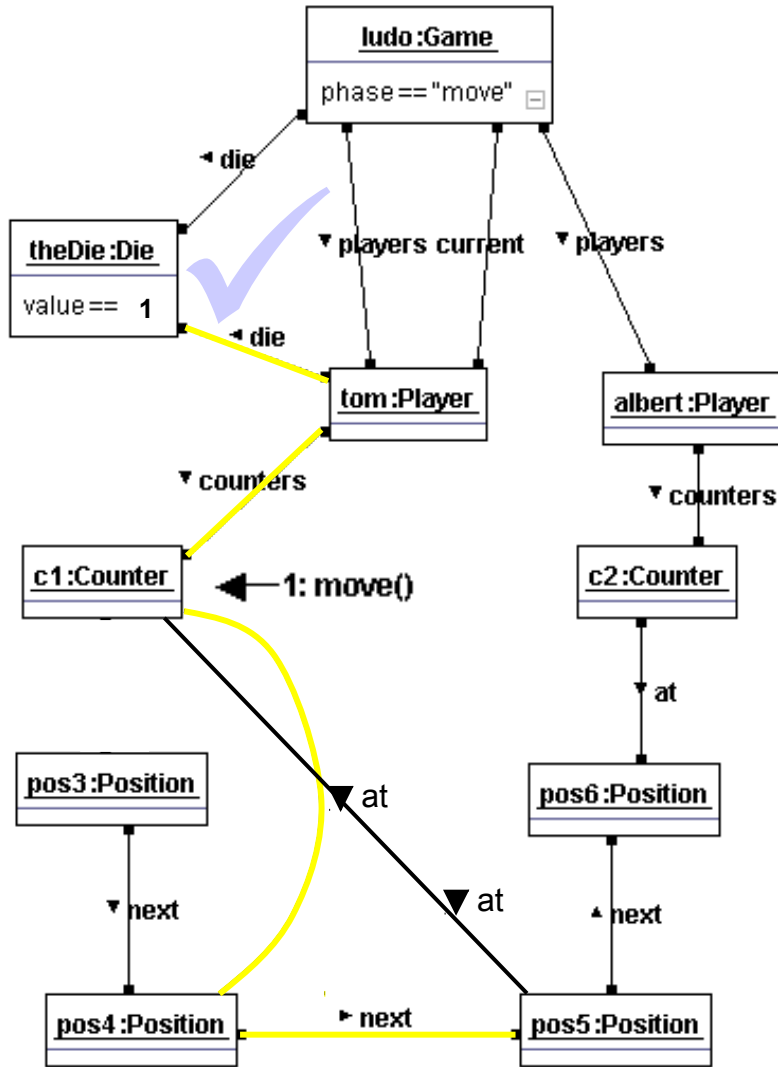 ludo:Game
phase=="move"
die
players current
players
theDie:Die
value== 1
die
tom:Player
albert:Player
counters
counters
c1:Counter
1: move()
c2:Counter
at
pos3:Position
pos6:Position
at
at
next
next
pos4:Position
next
pos5:Position